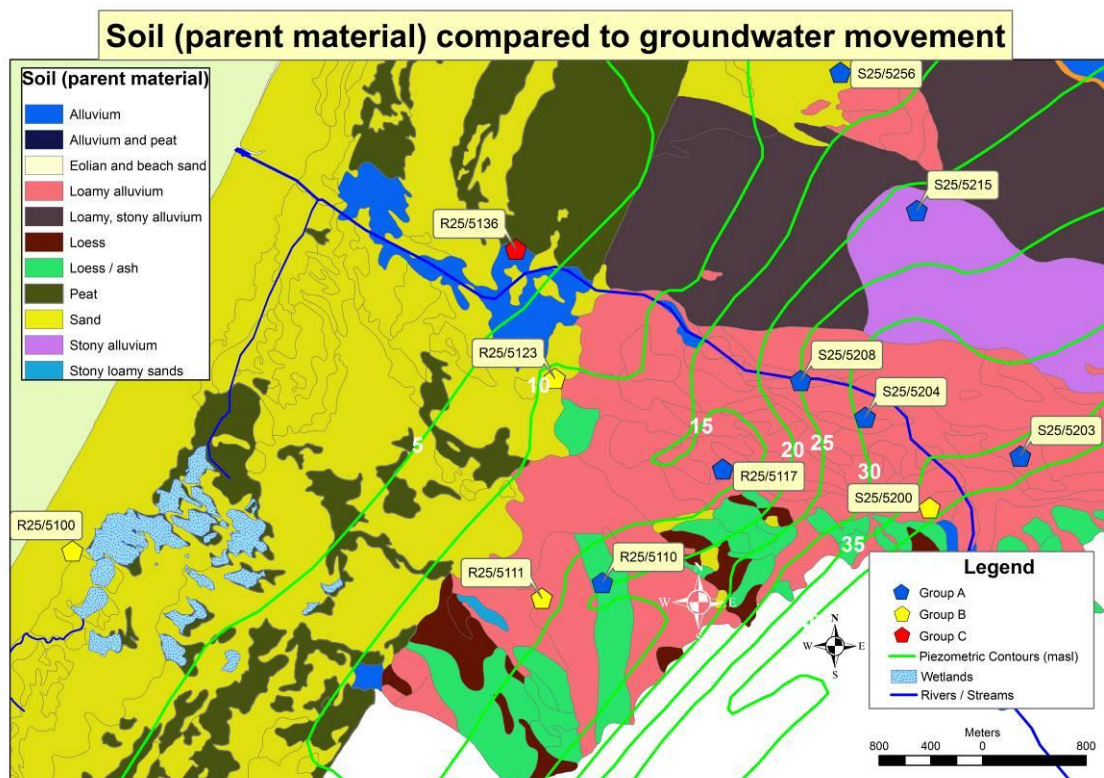 Soil (parent material) compared to groundwater movement
Soil (parent material)
Alluvium
Alluvium and peat
Eolian and beach sand
Loamy alluvium
Loamy, stony alluvium
Loess
Loess / ash
Peat
Sand
Stony alluvium
Stony loamy sands
S25/5256
S25/5215
R25/5136
R25/5123
10
S25/5208
S25/5204
5
15
20
25
S25/5203
30
R25/5117
S25/5200
R25/5100
35
R25/5111
R25/5110
N
W E
S
N
W E
S
Legend
Group A
Group B
Group C
Piezometric Contours (masl)
Wetlands
Rivers / Streams
Meters
800 400 0 800